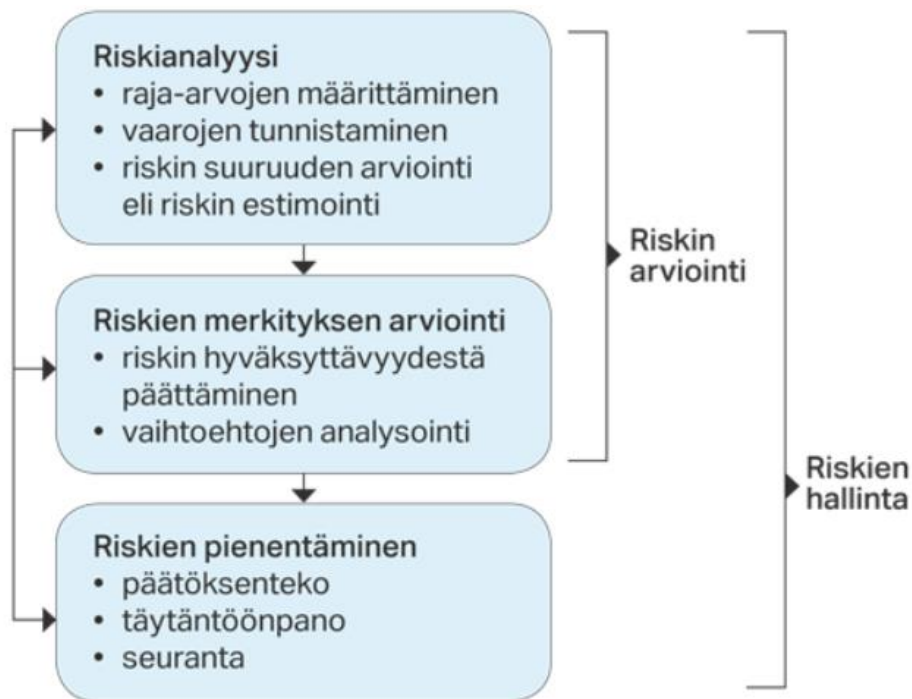 Riskianalyysi
• raja-arvojen määrittäminen
• vaarojen tunnistaminen
• riskin suuruuden arviointi
eli riskin estimointi
Riskin
arviointi
Riskien merkityksen arviointi
• riskin hyväksyttävyydestä
päättäminen
• vaihtoehtojen analysointi
Riskien
hallinta
Riskien pienentäminen
• päätöksenteko
• täytäntöönpano
• seuranta